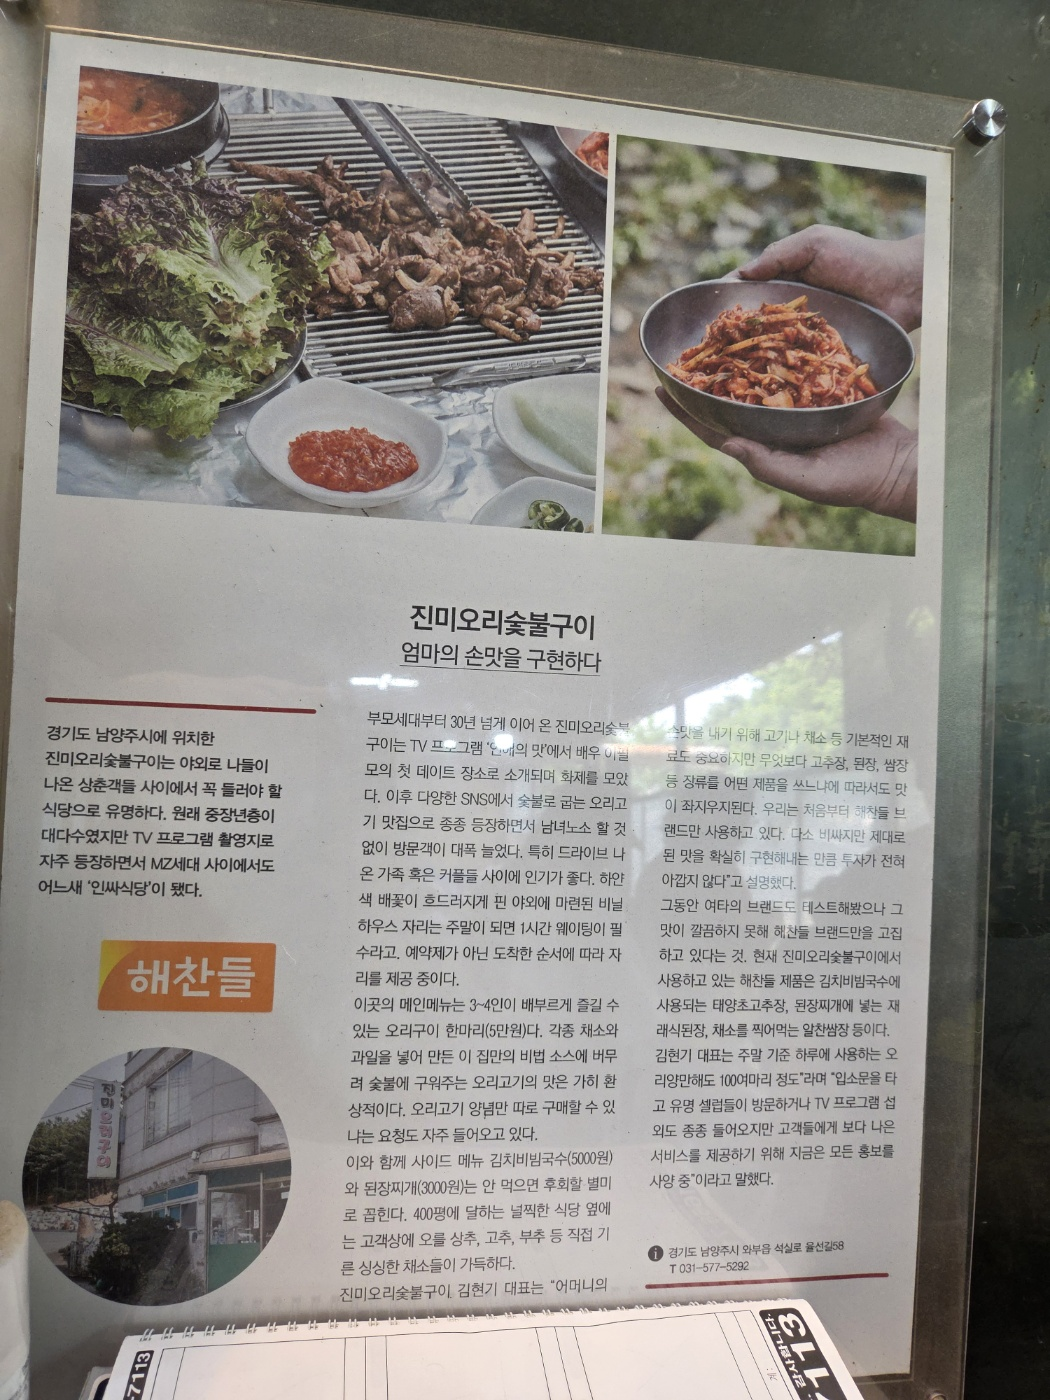 진미오리숯불구이
엄마의 손맛을 구현하다
경기도 남양주시에 위치한
진미오리숯불구이는 야외로 나들이
나온 상춘객들 사이에서 꼭 들러야 할
식당으로 유명하다. 원래 중장년층이
대다수였지만 TV 프로그램 촬영지로
자주 등장하면서 MZ세대 사이에서도
어느새 ‘인싸식당’이 됐다.
해찬들
진미오리구이
부모세대부터 30년 넘게 이어 온 진미오리숯불
구이는 TV 프로그램 ‘연애의 맛’에서 배우 이필
모의 첫 데이트 장소로 소개되며 화제를 모았
다. 이후 다양한 SNS에서 숯불로 굽는 오리고
기 맛집으로 종종 등장하면서 남녀노소 할 것
없이 방문객이 대폭 늘었다. 특히 드라이브 나
온 가족 혹은 커플들 사이에 인기가 좋다. 하얀
색 배꽃이 흐드러지게 핀 야외에 마련된 비닐
하우스 자리는 주말이 되면 1시간 웨이팅이 필
수라고. 예약제가 아닌 도착한 순서에 따라 자
리를 제공 중이다.
이곳의 메인메뉴는 3~4인이 배부르게 즐길 수
있는 오리구이 한마리(5만원)다. 각종 채소와
과일을 넣어 만든 이 집만의 비법 소스에 버무
려 숯불에 구워주는 오리고기의 맛은 가히 환
상적이다. 오리고기 양념만 따로 구매할 수 있
냐는 요청도 자주 들어오고 있다.
이와 함께 사이드 메뉴 김치비빔국수(5000원)
와 된장찌개(3000원)는 안 먹으면 후회할 별미
로 꼽힌다. 400평에 달하는 널찍한 식당 옆에
는 고객상에 오를 상추, 고추, 부추 등 직접 기
른 싱싱한 채소들이 가득하다.
진미오리숯불구이 김현기 대표는 “어머니의
손맛을 내기 위해 고기나 채소 등 기본적인 재
료도 중요하지만 무엇보다 고추장, 된장, 쌈장
등 장류를 어떤 제품을 쓰느냐에 따라서도 맛
이 좌지우지된다. 우리는 처음부터 해찬들 브
랜드만 사용하고 있다. 다소 비싸지만 제대로
된 맛을 확실히 구현해내는 만큼 투자가 전혀
아깝지 않다”고 설명했다.
그동안 여타의 브랜드도 테스트해봤으나 그
맛이 깔끔하지 못해 해찬들 브랜드만을 고집
하고 있다는 것. 현재 진미오리숯불구이에서
사용하고 있는 해찬들 제품은 김치비빔국수에
사용되는 태양초고추장, 된장찌개에 넣는 재
래식된장, 채소를 찍어먹는 알찬쌈장 등이다.
김현기 대표는 주말 기준 하루에 사용하는 오
리양만해도 100여마리 정도”라며 “입소문을 타
고 유명 셀럽들이 방문하거나 TV 프로그램 섭
외도 종종 들어오지만 고객들에게 보다 나은
서비스를 제공하기 위해 지금은 모든 홍보를
사양 중”이라고 말했다.
경기도 남양주시 와부읍 석실로 율선길58
T 031-577-5292
-7113